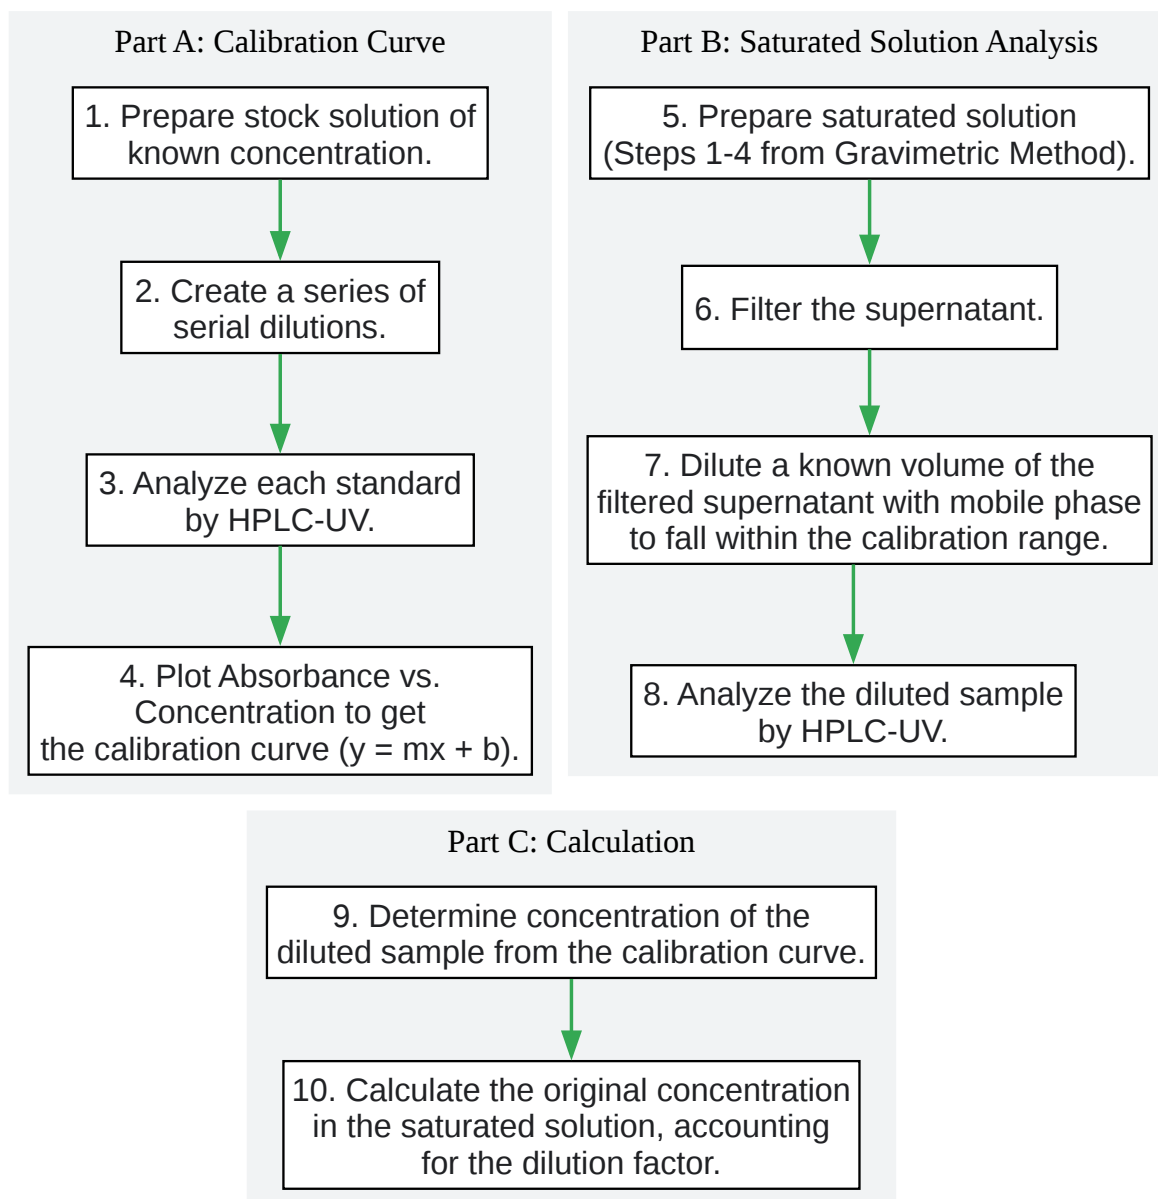 Part A: Calibration Curve
1. Prepare stock solution of
known concentration.
2. Create a series of
serial dilutions.
3. Analyze each standard
by HPLC-UV.
4. Plot Absorbance vs.
Concentration to get
the calibration curve (y = mx + b).
Part B: Saturated Solution Analysis
5. Prepare saturated solution
(Steps 1-4 from Gravimetric Method).
6. Filter the supernatant.
7. Dilute a known volume of the
filtered supernatant with mobile phase
to fall within the calibration range.
8. Analyze the diluted sample
by HPLC-UV.
Part C: Calculation
9. Determine concentration of the
diluted sample from the calibration curve.
10. Calculate the original concentration
in the saturated solution, accounting
for the dilution factor.